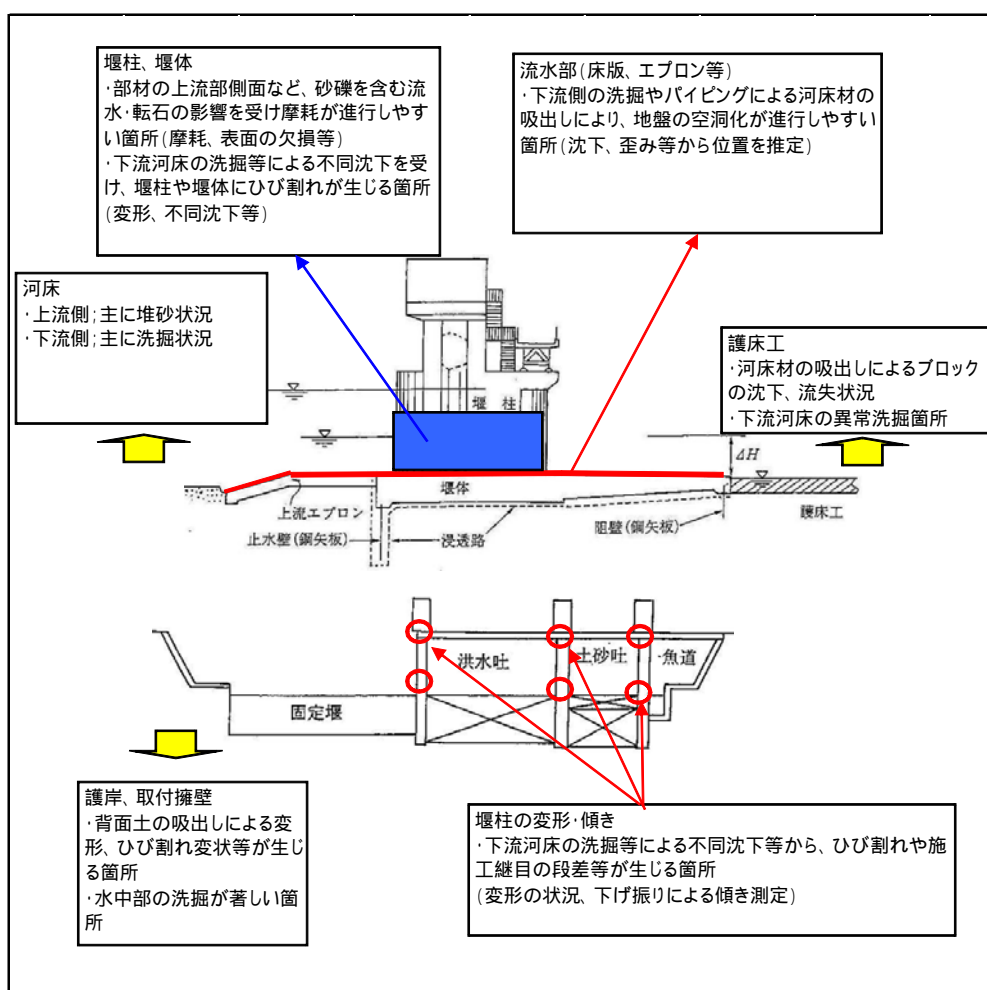 堰柱、堰体
･部材の上流部側面など、砂礫を含む流
水･転石の影響を受け摩耗が進行しやす
い箇所(摩耗、表面の欠損等)
･下流河床の洗掘等による不同沈下を受
け、堰柱や堰体にひび割れが生じる箇所
(変形、不同沈下等)
流水部(床版、エプロン等)
･下流側の洗掘やパイピングによる河床材の
吸出しにより、地盤の空洞化が進行しやすい
箇所(沈下、歪み等から位置を推定)
河床
･上流側;主に堆砂状況
･下流側;主に洗掘状況
護床工
･河床材の吸出しによるブロック
の沈下、流失状況
･下流河床の異常洗掘箇所
堰柱
ΔH
堰体
上流エプロン
止水壁(鋼矢板)
浸透路
阻壁(鋼矢板)
護床工
洪水吐
土砂吐
魚道
固定堰
護岸、取付擁壁
･背面土の吸出しによる変
形、ひび割れ変状等が生じ
る箇所
･水中部の洗掘が著しい箇
所
堰柱の変形･傾き
･下流河床の洗掘等による不同沈下等から、ひび割れや施
工継目の段差等が生じる箇所
(変形の状況、下げ振りによる傾き測定)